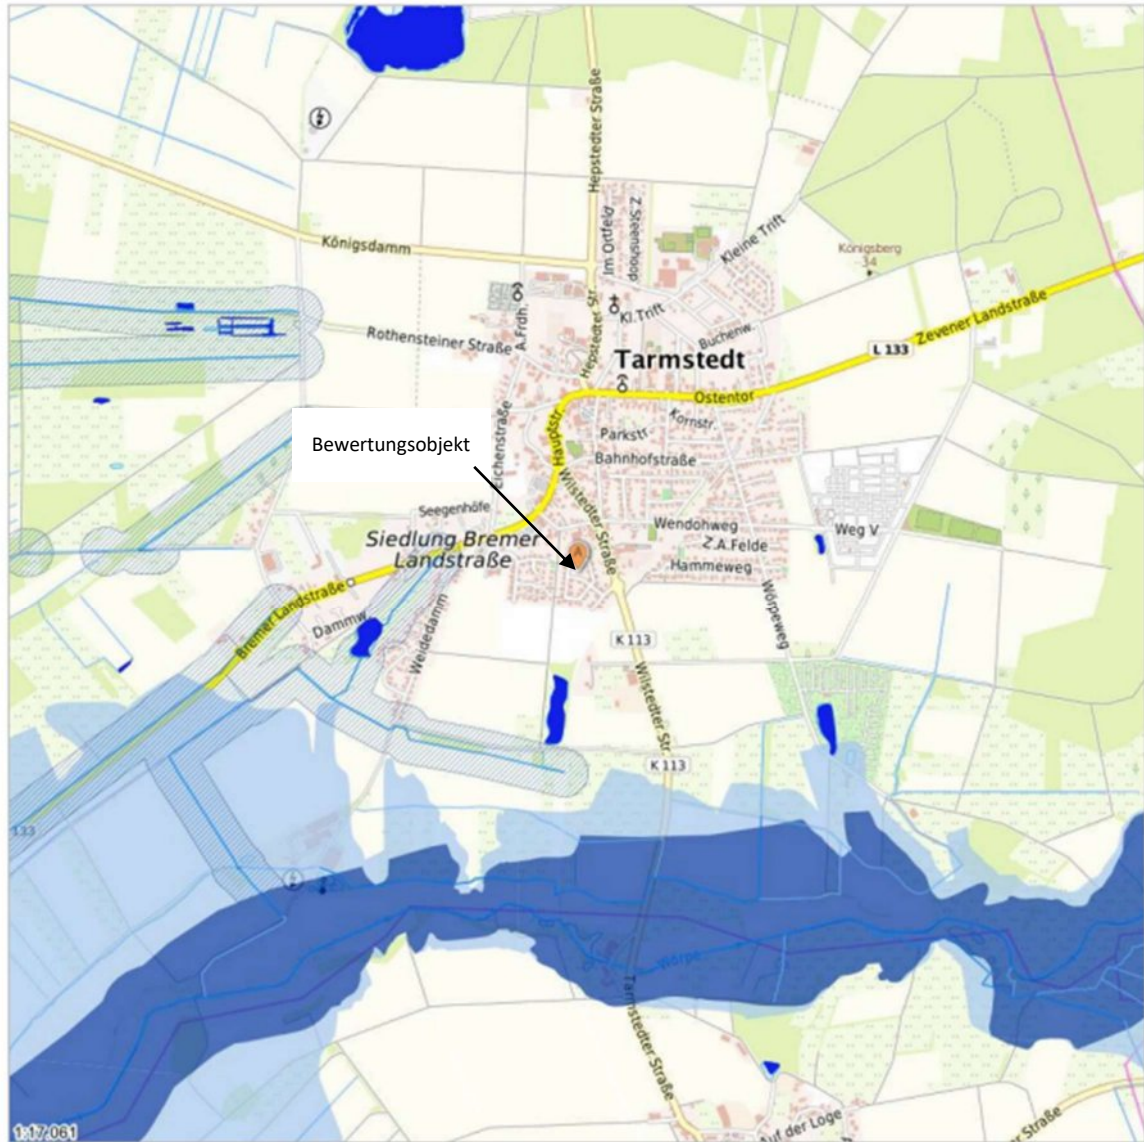 Hepstedter Straße
Königsdamm
Im Ortfeld
Z.Steenshoop
Kleine Trift
Königsberg
34
A.Frdh.
Hepstedter Str.
Kl.Trift
Zevener Landstraße
Rothensteiner Straße
Buchenw.
L 133
Tarmstedt
Ostentor
Eichenstraße
Hauptstr.
Kornstr.
Parkstr
Bewertungsobjekt
Bahnhofstraße
Wilstedter Straße
Seegenhöfe
Wendohweg
Weg V
Siedlung Bremer
Landstraße
A
Z.A.Felde
Hammeweg
Bremer Landstraße
Dammw.
Weidedamm
Wörpeweg
K 113
Wilstedter Str.
K 113
133
Wörpe
Tarmstedter Straße
Auf der Loge
Straße
1:17.061